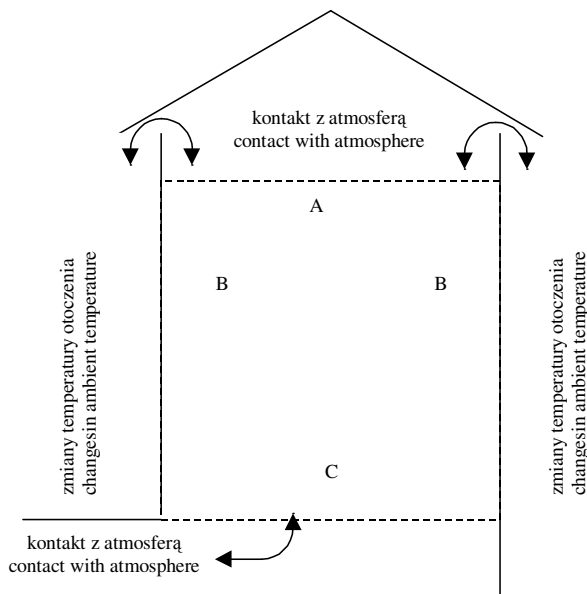 kontakt z atmosferą
contact with atmosphere
A
B
B
zmiany temperatury otoczenia
changesin ambient temperature
zmiany temperatury otoczenia
changesin ambient temperature
C
kontakt z atmosferą
contact with atmosphere